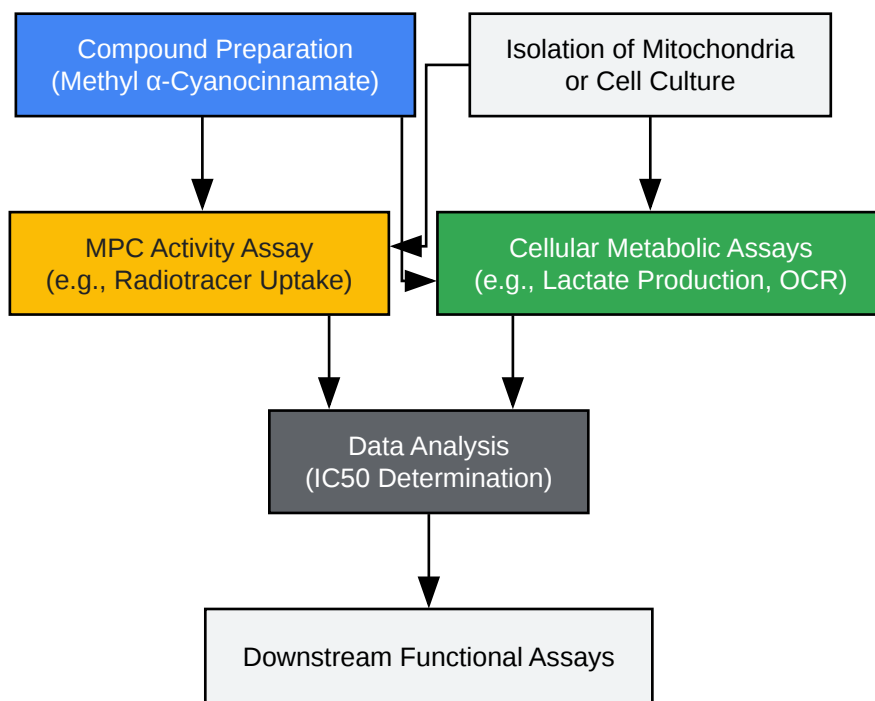 Compound Preparation
(Methyl α-Cyanocinnamate)
Isolation of Mitochondria
or Cell Culture
MPC Activity Assay
(e.g., Radiotracer Uptake)
Cellular Metabolic Assays
(e.g., Lactate Production, OCR)
Data Analysis
(IC50 Determination)
Downstream Functional Assays